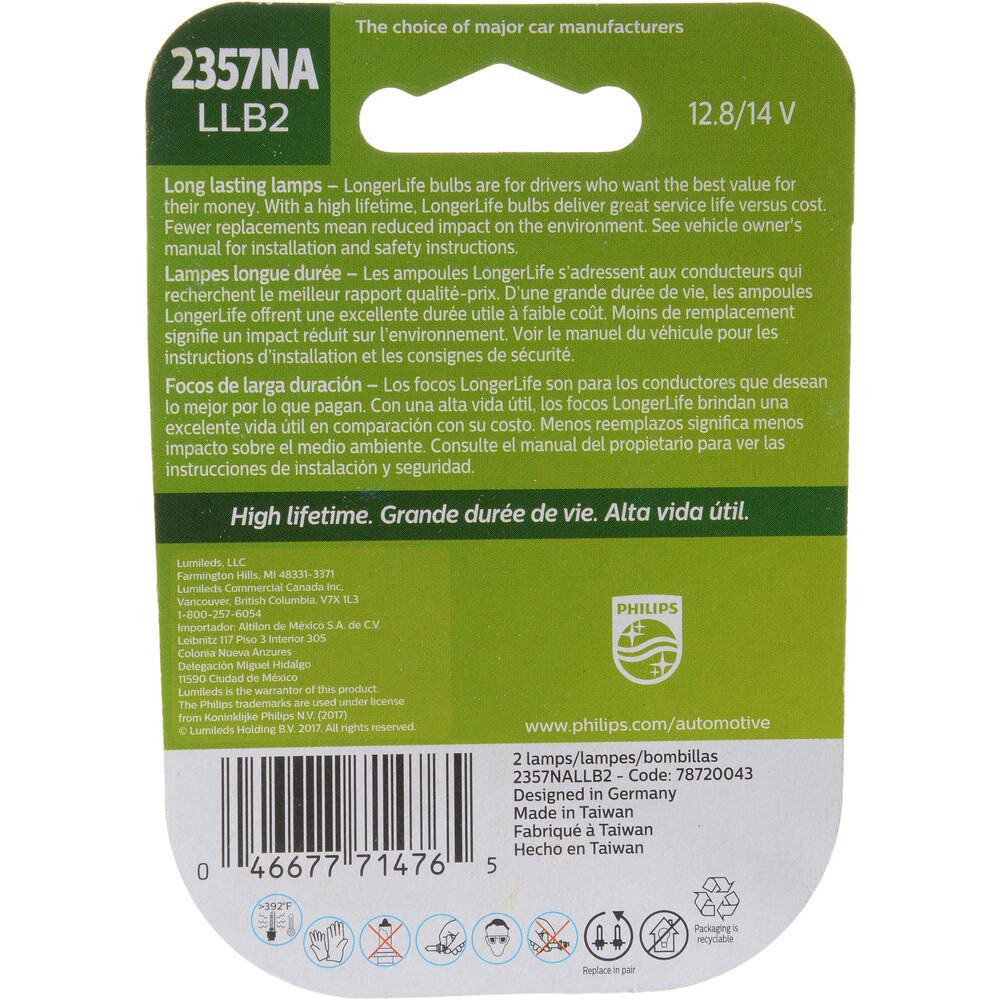 The choice of major car manufacturers
2357NA
LLB2
12.8/14 V
Long lasting lamps – LongerLife bulbs are for drivers who want the best value for
their money. With a high lifetime, LongerLife bulbs deliver great service life versus cost.
Fewer replacements mean reduced impact on the environment. See vehicle owner's
manual for installation and safety instructions.
Lampes longue durée – Les ampoules LongerLife s'adressent aux conducteurs qui
recherchent le meilleur rapport qualité-prix. D'une grande durée de vie, les ampoules
LongerLife offrent une excellente durée utile à faible coût. Moins de remplacement
signifie un impact réduit sur l'environnement. Voir le manuel du véhicule pour les
instructions d'installation et les consignes de sécurité.
Focos de larga duración – Los focos LongerLife son para los conductores que desean
lo mejor por lo que pagan. Con una alta vida útil, los focos LongerLife brindan una
excelente vida útil en comparación con su costo. Menos reemplazos significa menos
impacto sobre el medio ambiente. Consulte el manual del propietario para ver las
instrucciones de instalación y seguridad.
High lifetime. Grande durée de vie. Alta vida útil.
Lumileds, LLC
Farmington Hills, MI 48331-3371
Lumileds Commercial Canada Inc.
Vancouver, British Columbia, V7X 1L3
1-800-257-6054
Importador: Altilon de México S.A. de C.V.
Leibnitz 117 Piso 3 Interior 305
Colonia Nueva Anzures
Delegación Miguel Hidalgo
11590 Ciudad de México
Lumileds is the warrantor of this product.
The Philips trademarks are used under license
from Koninklijke Philips N.V. (2017)
© Lumileds Holding B.V. 2017. All rights reserved.
PHILIPS
www.philips.com/automotive
2 lamps/lampes/bombillas
2357NALLB2 - Code: 78720043
Designed in Germany
Made in Taiwan
Fabriqué à Taiwan
Hecho en Taiwan
0 46677 71476 5
>392°F
Replace in pair
Packaging is
recyclable